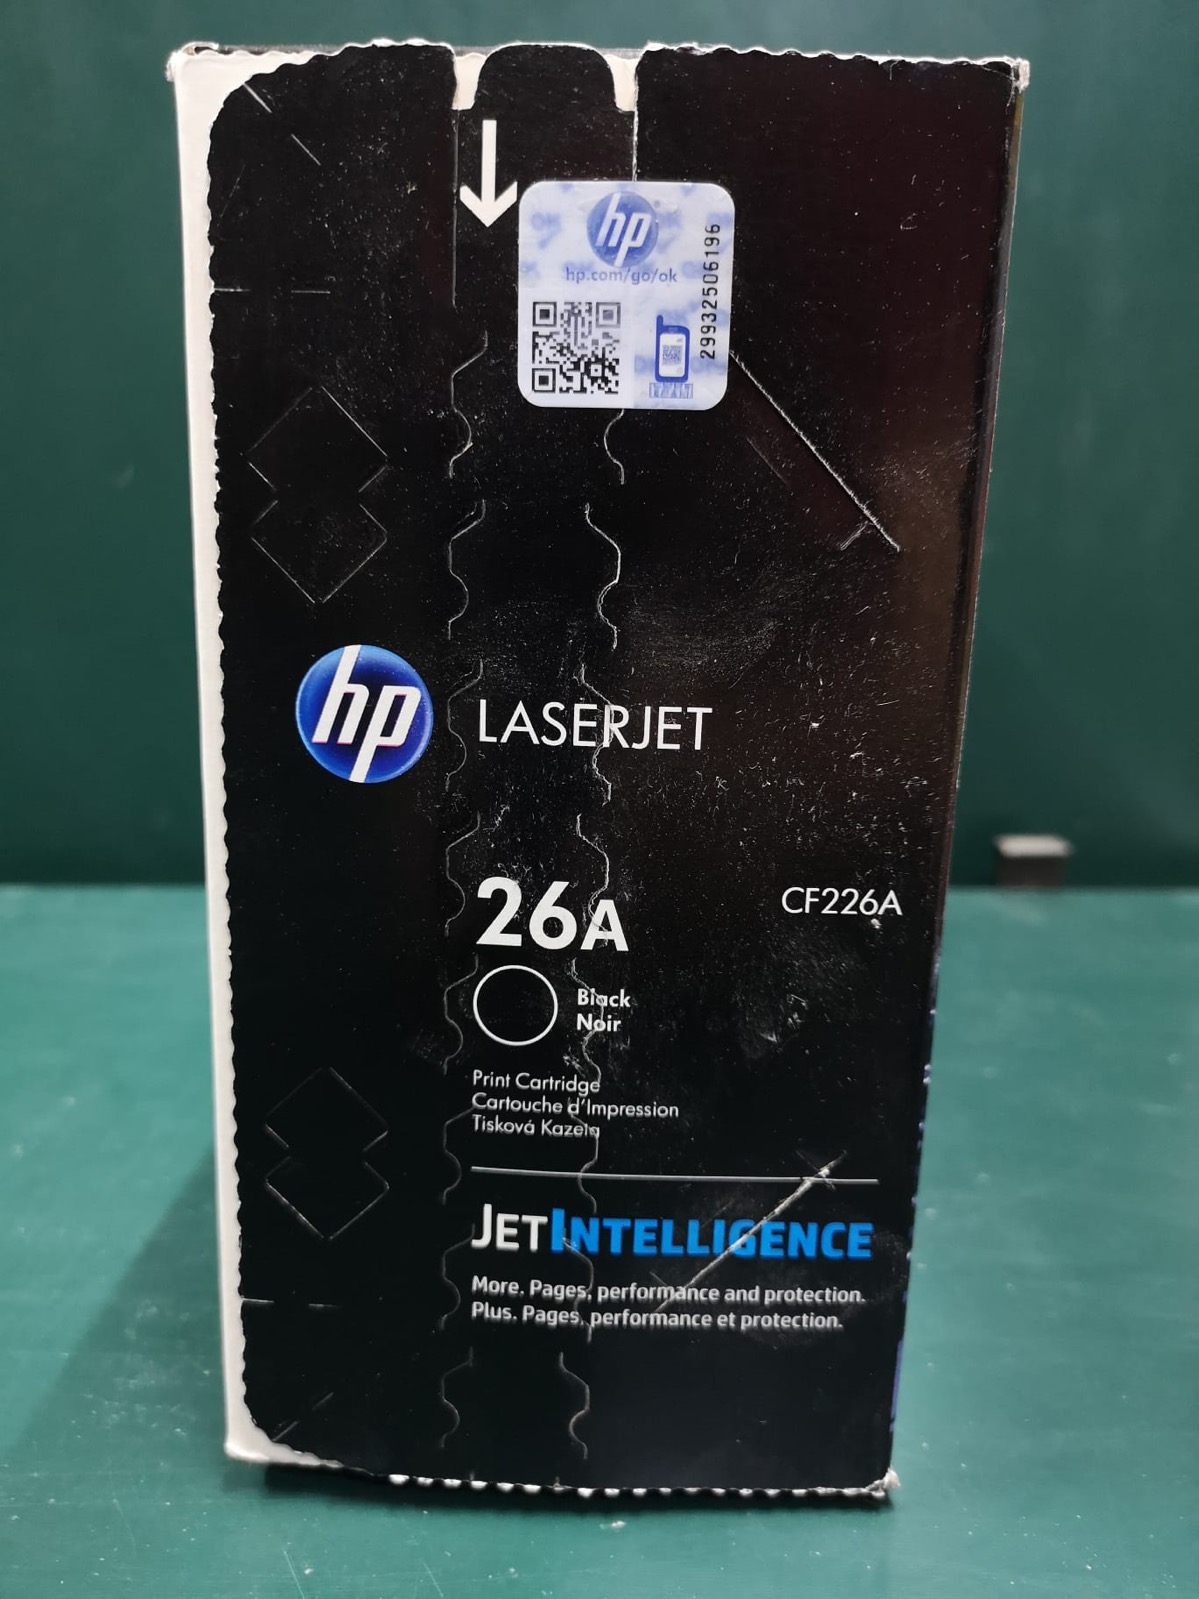 hp
hp.com/go/ok
29932506196
hp
LASERJET
26A
CF226A
Black
Noir
Print Cartridge
Cartouche d'Impression
Tisková Kazeta
JETINTELLIGENCE
More. Pages, performance and protection.
Plus. Pages, performance et protection.